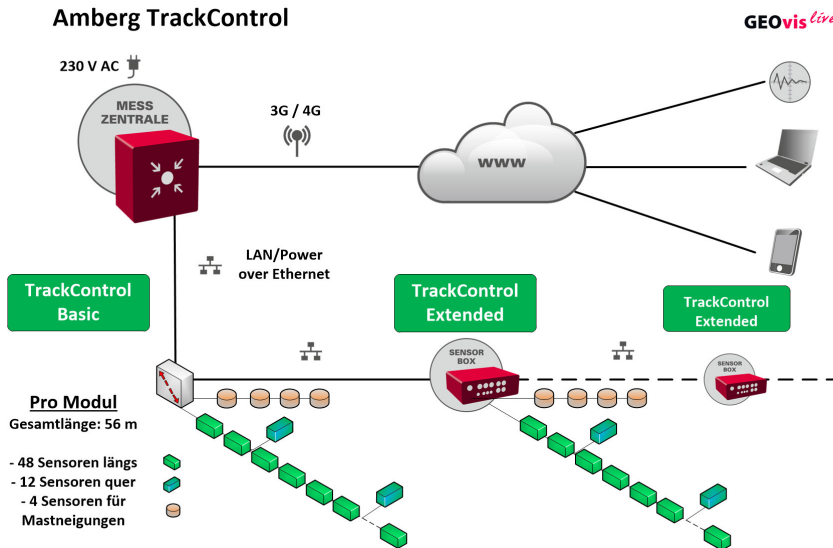 Amberg TrackControl
GEOvis live
230 V AC
MESS
ZENTRALE
3G / 4G
www
LAN/Power
over Ethernet
TrackControl
Basic
TrackControl
Extended
TrackControl
Extended
SENSOR
BOX
SENSOR
BOX
Pro Modul
Gesamtlänge: 56 m
- 48 Sensoren längs
- 12 Sensoren quer
- 4 Sensoren für
Mastneigungen